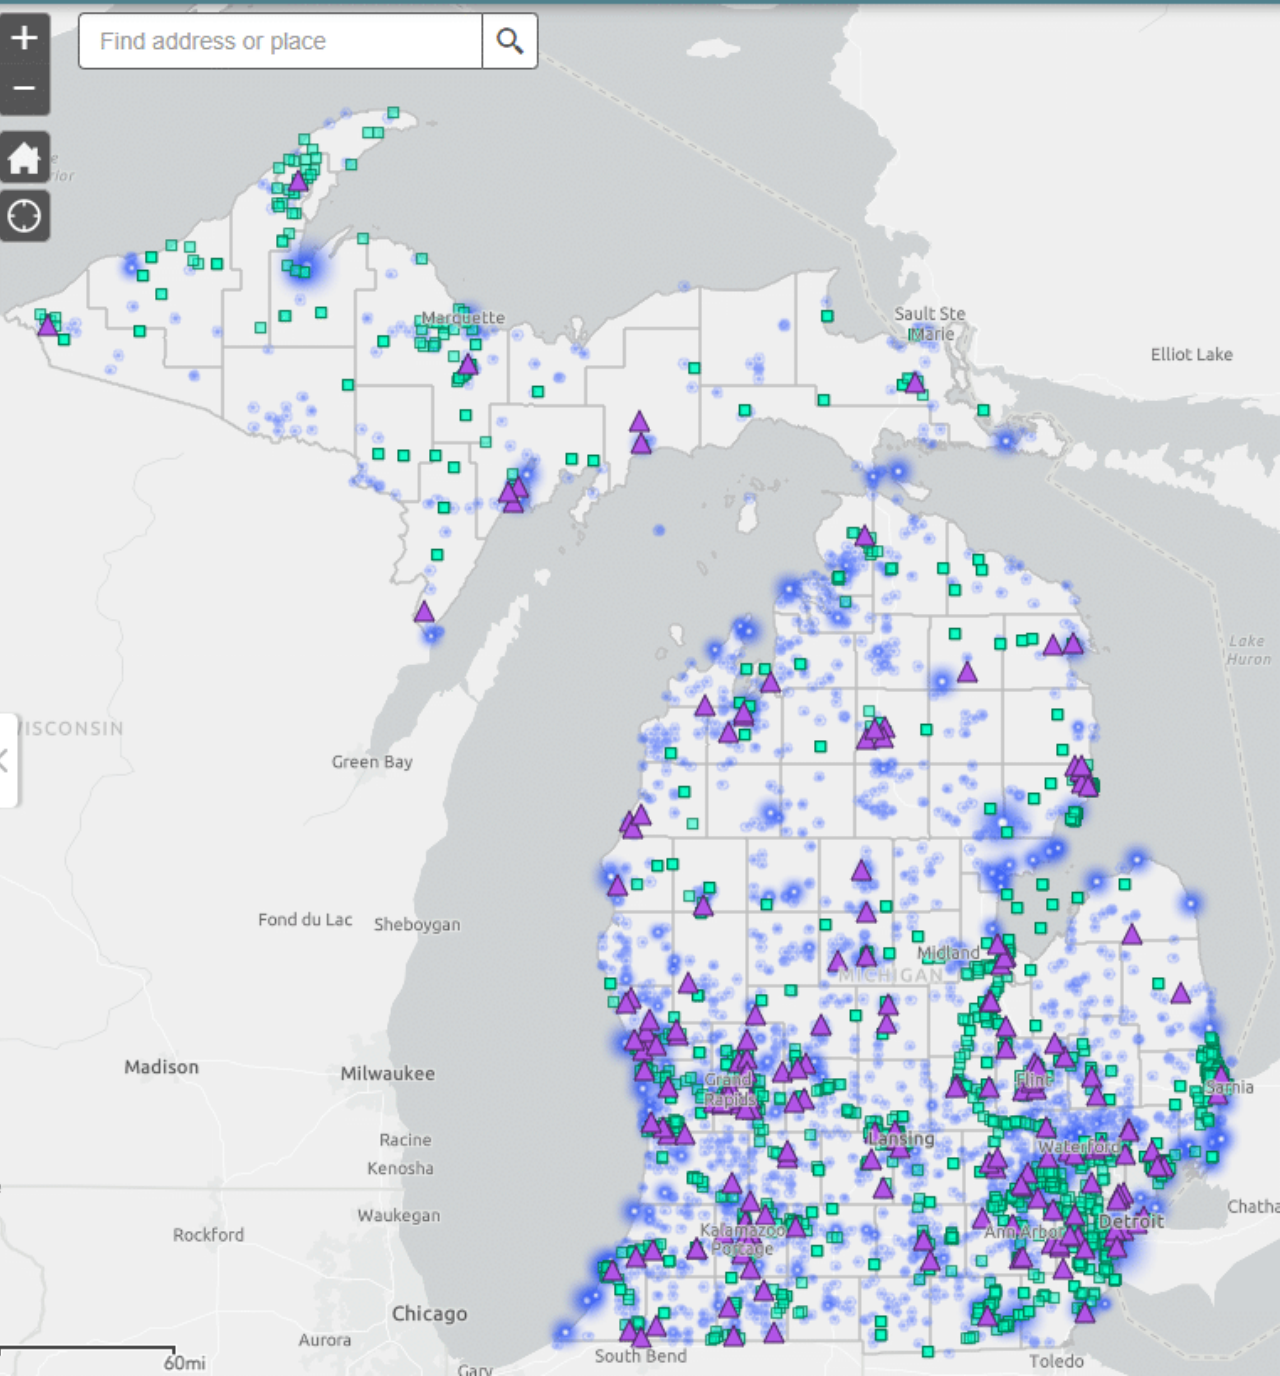 +
Find address or place
−
Marquette
Sault Ste
Marie
Elliot Lake
Lake
Huron
WISCONSIN
Green Bay
Fond du Lac
Sheboygan
Midland
MICHIGAN
Madison
Milwaukee
Grand
Rapids
Flint
Sarnia
Racine
Lansing
Waterford
Kenosha
Waukegan
Chatha
Rockford
Kalamazoo
Portage
Ann Arbor
Detroit
Chicago
Aurora
60mi
Gary
South Bend
Toledo